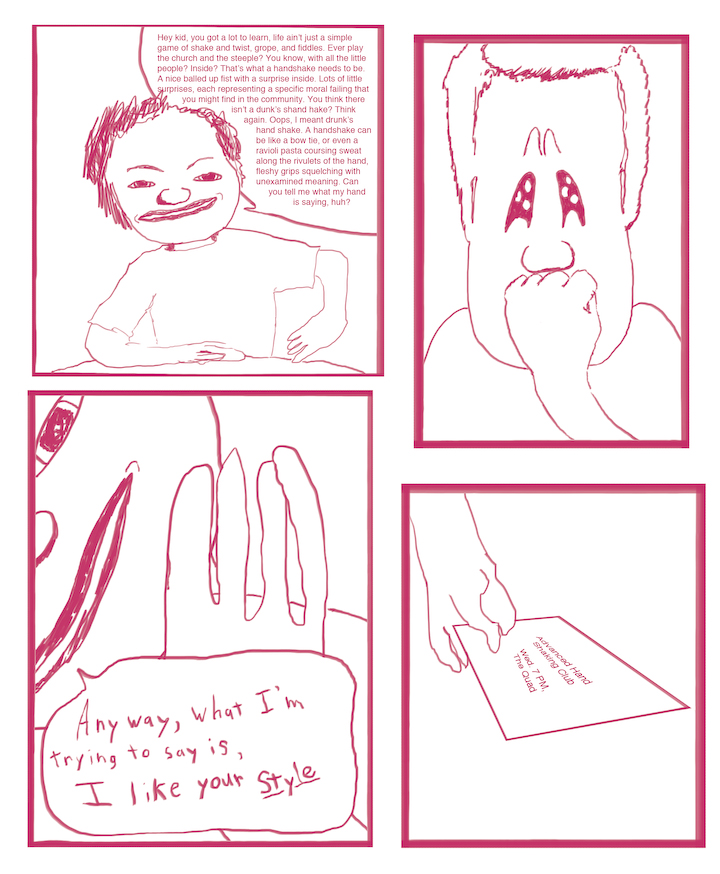 Hey kid, you got a lot to learn, life ain't just a simple
game of shake and twist, grope, and fiddles. Ever play
the church and the steeple? You know, with all the little
people? Inside? That's what a handshake needs to be.
A nice balled up fist with a surprise inside. Lots of little
surprises, each representing a specific moral failing that
you might find in the community. You think there
isn't a dunk's shand hake? Think
again. Oops, I meant drunk's
hand shake. A handshake can
be like a bow tie, or even a
ravioli pasta coursing sweat
along the rivulets of the hand,
fleshy grips squelching with
unexamined meaning. Can
you tell me what my hand
is saying, huh?
Any way, what I'm
trying to say is,
I like your Style
Advanced Hand
Shaking Club
Wed. 7 PM,
The Quad